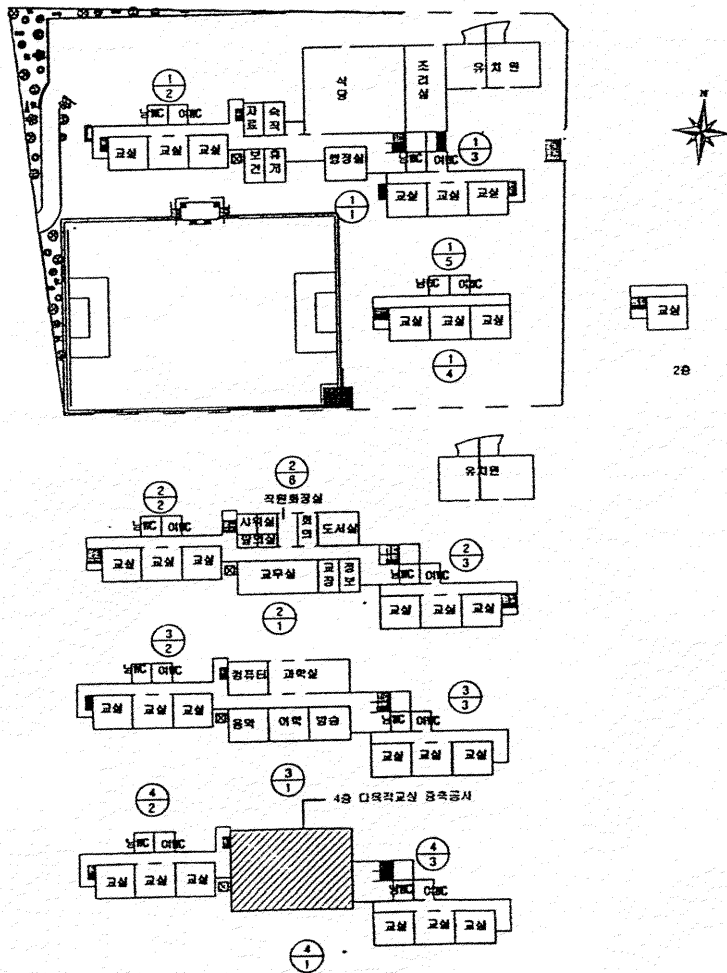 1
2
남WC 여WC
자료
숙직
식당
조리실
유치원
N
교실 교실 교실
보건
휴게
행정실
남WC 여WC
1
3
교실 교실 교실
1
1
1
5
남WC 여WC
교실 교실 교실
교실
1
4
2층
유치원
2
6
직원화장실
2
2
남WC 여WC
샤워실
탈의실
회의
도서실
교실 교실 교실
교무실
교장
정보
남WC 여WC
2
3
교실 교실 교실
2
1
3
2
남WC 여WC
컴퓨터 과학실
교실 교실 교실
음악 어학 방송
남WC 여WC
3
3
교실 교실 교실
3
1
4층 다목적교실 증축공사
4
2
남WC 여WC
교실 교실 교실
4
3
남WC 여WC
교실 교실 교실
4
1